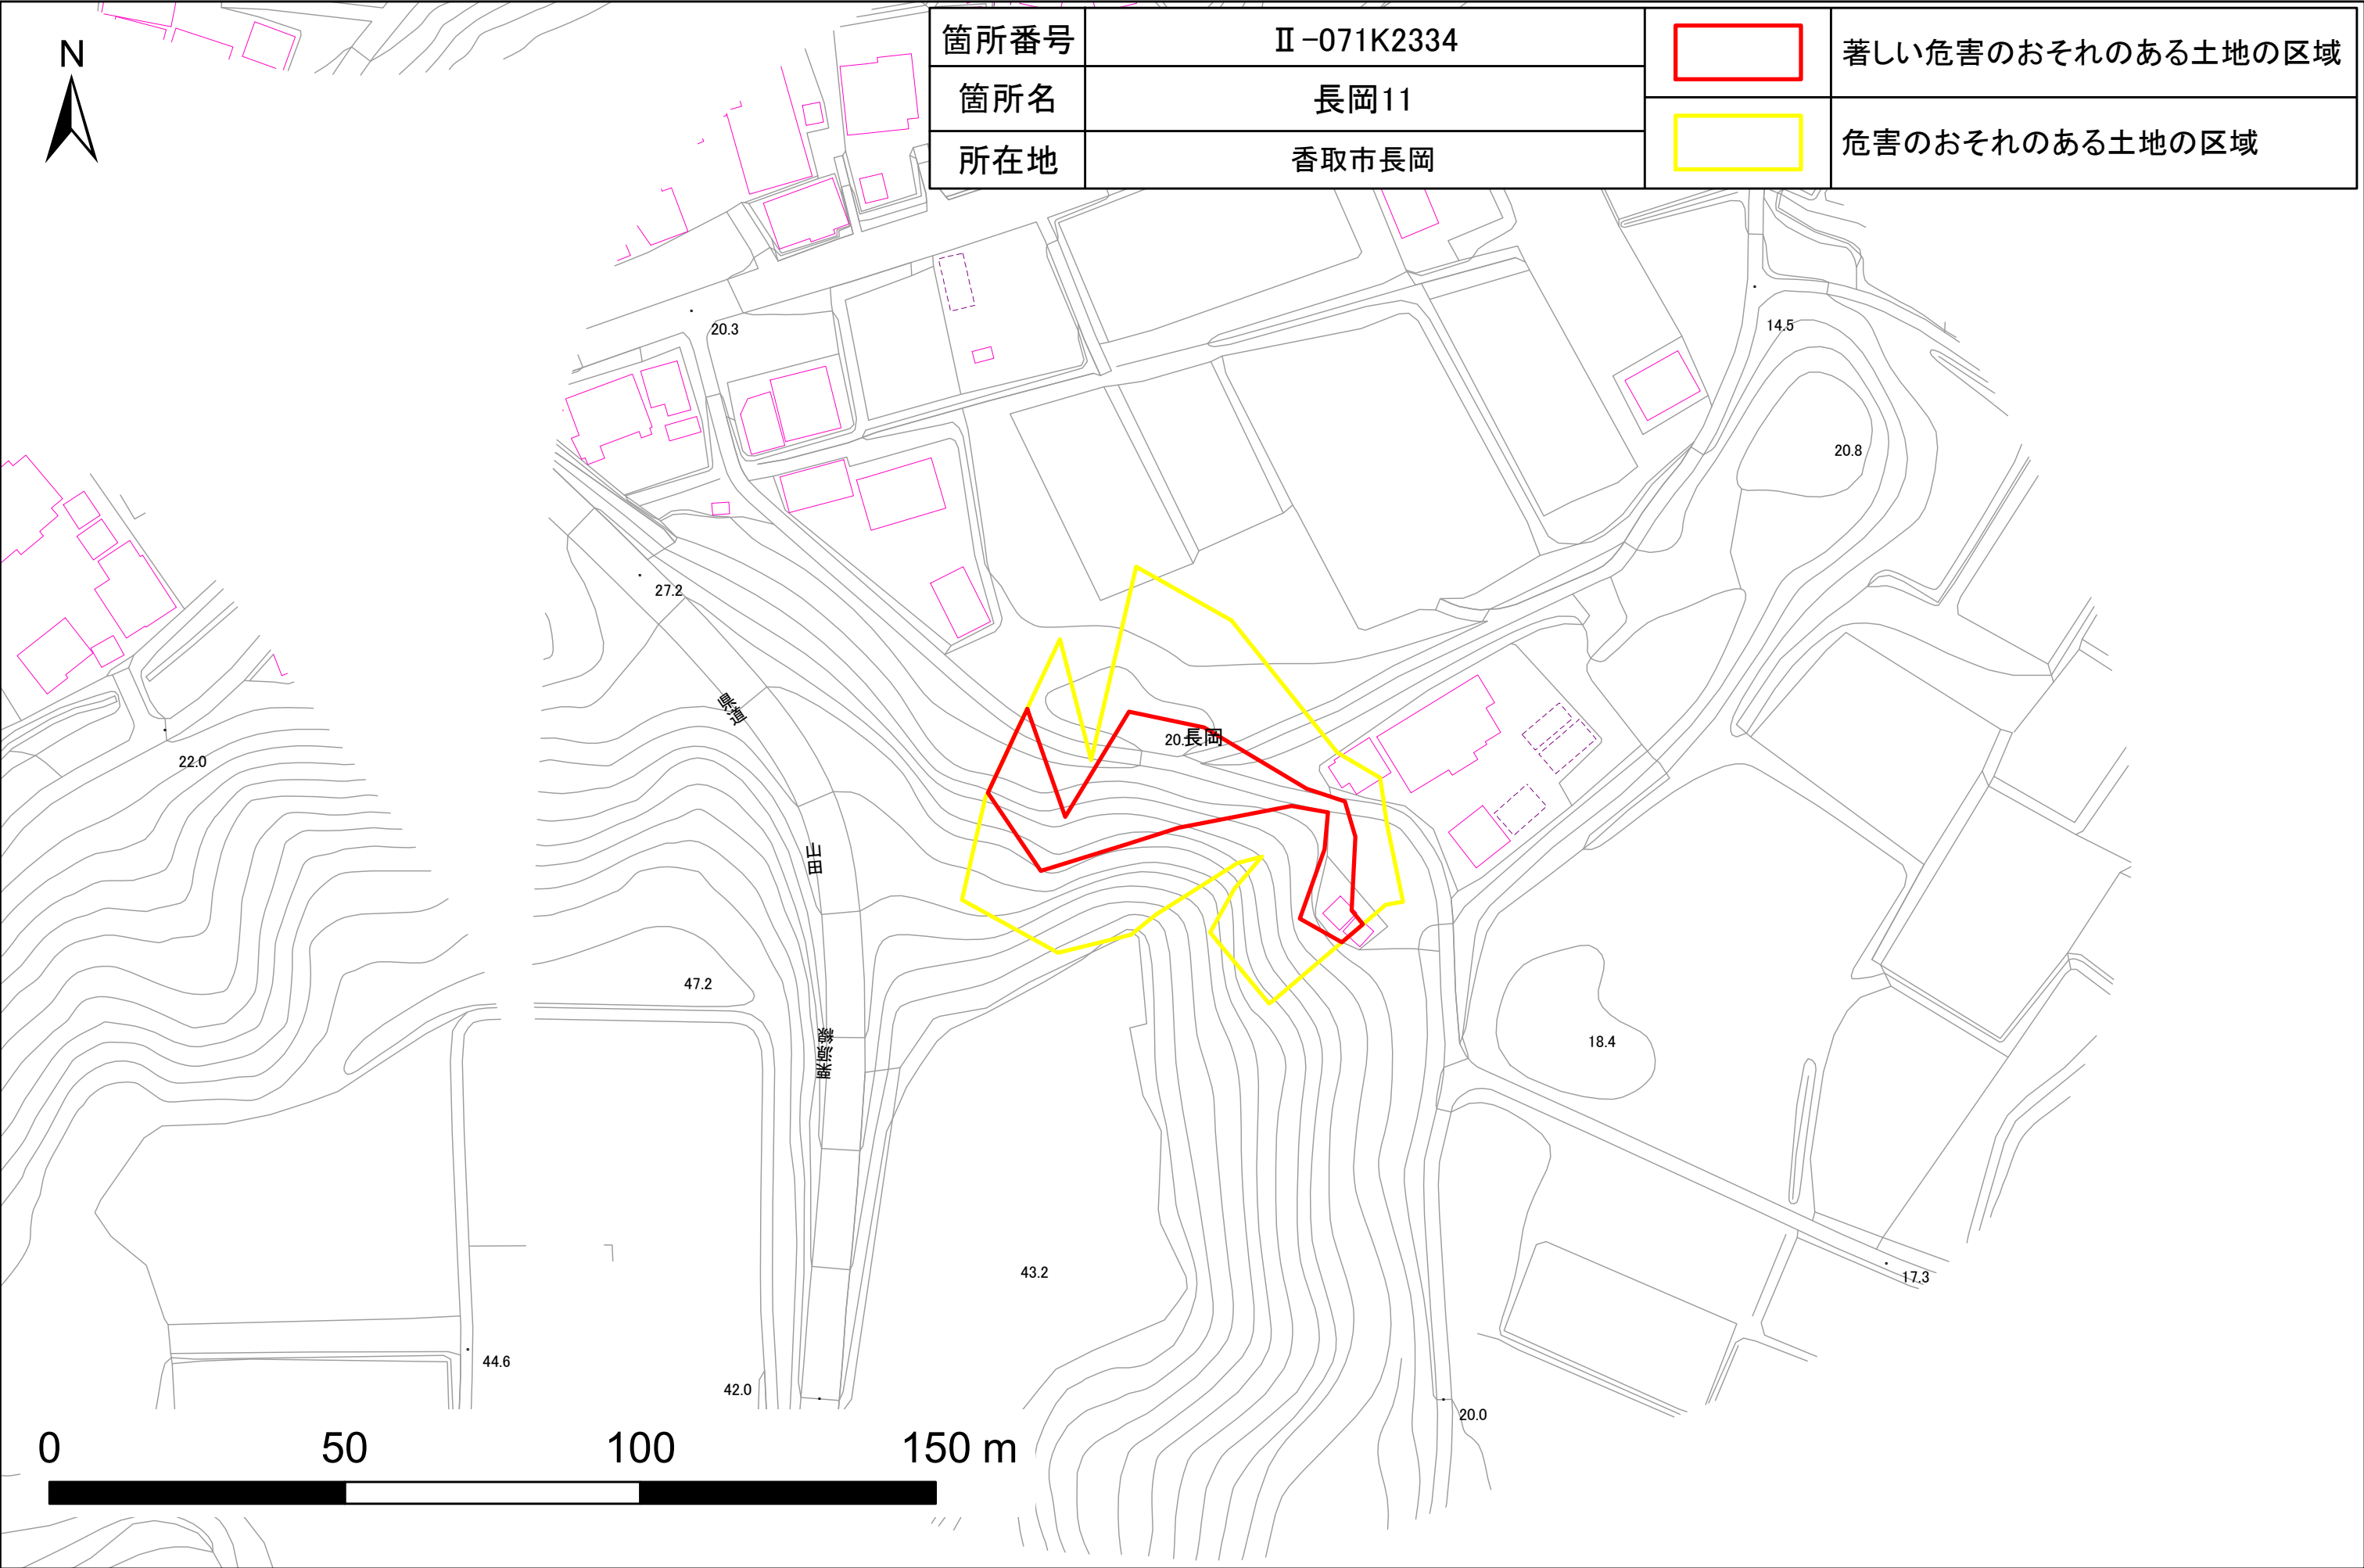 箇所番号 Ⅱ-071K2334
箇所名 長岡11
所在地 香取市長岡
著しい危害のおそれのある土地の区域
危害のおそれのある土地の区域
N
20.3
14.5
20.8
27.2
県道
20.
長岡
22.0
山田
47.2
栗源線
18.4
43.2
17.3
44.6
42.0
20.0
0 50 100 150 m